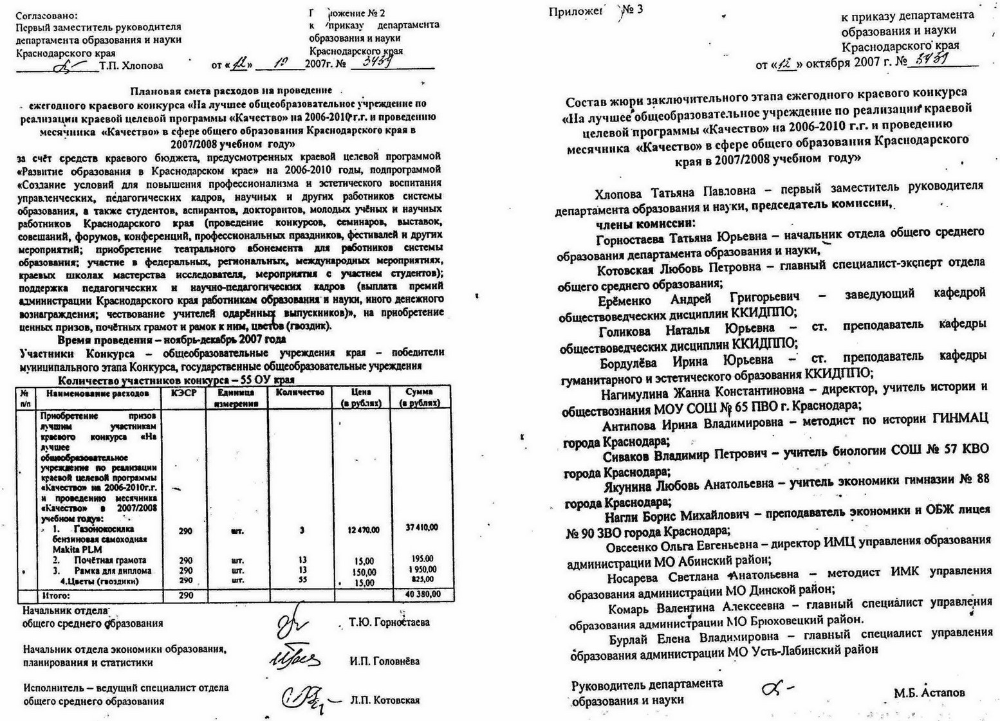 Согласовано:
Первый заместитель руководителя
департамента образования и науки
Краснодарского края
Т.П. Хлопова
ложение № 2
к приказу департамента
образования и науки
Краснодарского края
от «12» 10 2007г. № 3439
Плановая смета расходов на проведение
ежегодного краевого конкурса «На лучшее общеобразовательное учреждение по
реализации краевой целевой программы «Качество» на 2006-2010 г.г. и проведению
месячника «Качество» в сфере общего образования Краснодарского края в
2007/2008 учебном году»
за счёт средств краевого бюджета, предусмотренных краевой целевой программой
«Развитие образования в Краснодарском крае» на 2006-2010 годы, подпрограммой
«Создание условий для повышения профессионализма и эстетического воспитания
управленческих, педагогических кадров, научных и других работников системы
образования, а также студентов, аспирантов, докторантов, молодых учёных и научных
работников Краснодарского края (проведение конкурсов, семинаров, выставок,
совещаний, форумов, конференций, профессиональных праздников, фестивалей и других
мероприятий; приобретение театрального абонемента для работников системы
образования; участие в федеральных, региональных, международных мероприятиях,
краевых школах мастерства исследователя, мероприятия с участием студентов);
поддержка педагогических и научно-педагогических кадров (выплата премий
администрации Краснодарского края работникам образования и науки, иного денежного
вознаграждения; чествование учителей одарённых выпускников)», на приобретение
ценных призов, почётных грамот и рамок к ним, цветов (гвоздик).
Время проведения – ноябрь-декабрь 2007 года
Участники Конкурса – общеобразовательные учреждения края – победители
муниципального этапа Конкурса, государственные общеобразовательные учреждения
Количество участников конкурса – 55 ОУ края
№ п/п Наименование расходов КЭСР Единица измерения Количество Цена (в рублях) Сумма (в рублях)
Приобретение призов
лучшим участникам
краевого конкурса «На
лучшее
общеобразовательное
учреждение по реализации
краевой целевой программы
«Качество» на 2006-2010г.г.
и проведению месячника
«Качество» в 2007/2008
учебном году»:
1. Газонокосилка 290 шт. 3 12 470.00 37 410,00
бензиновая самоходная
Makita PLM
2. Почётная грамота 290 шт. 13 15,00 195.00
3. Рамка для диплома 290 шт. 13 150,00 1 950,00
4.Цветы (гвоздики) 290 шт. 55 15,00 825,00
Итого: 290 40 380,00
Начальник отдела
общего среднего образования Т.Ю. Горностаева
Начальник отдела экономики образования,
планирования и статистики И.П. Головнёва
Исполнитель – ведущий специалист отдела
общего среднего образования Л.П. Котовская
Приложе № 3
к приказу департамента
образования и науки
Краснодарского края
от «12» октября 2007 г. № 3439
Состав жюри заключительного этапа ежегодного краевого конкурса
«На лучшее общеобразовательное учреждение по реализации краевой
целевой программы «Качество» на 2006-2010 г.г. и проведению
месячника «Качество» в сфере общего образования Краснодарского
края в 2007/2008 учебном году»
Хлопова Татьяна Павловна – первый заместитель руководителя
департамента образования и науки, председатель комиссии,
члены комиссии:
Горностаева Татьяна Юрьевна – начальник отдела общего среднего
образования департамента образования и науки,
Котовская Любовь Петровна – главный специалист-эксперт отдела
общего среднего образования;
Ерёменко Андрей Григорьевич – заведующий кафедрой
обществоведческих дисциплин ККИДППО;
Голикова Наталья Юрьевна – ст. преподаватель кафедры
обществоведческих дисциплин ККИДППО;
Бордулёва Ирина Юрьевна – ст. преподаватель кафедры
гуманитарного и эстетического образования ККИДППО;
Нагимулина Жанна Константиновна – директор, учитель истории и
обществознания МОУ СОШ № 65 ПВО г. Краснодара;
Антипова Ирина Владимировна – методист по истории ГИНМАЦ
города Краснодара;
Сиваков Владимир Петрович – учитель биологии СОШ № 57 КВО
города Краснодара;
Якунина Любовь Анатольевна – учитель экономики гимназии № 88
города Краснодара;
Нагли Борис Михайлович – преподаватель экономики и ОБЖ лицея
№ 90 ЗВО города Краснодара;
Овсеенко Ольга Евгеньевна – директор ИМЦ управления образования
администрации МО Абинский район;
Носарева Светлана Анатольевна – методист ИМК управления
образования администрации МО Динской район;
Комарь Валентина Алексеевна – главный специалист управления
образования администрации МО Брюховецкий район.
Бурлай Елена Владимировна – главный специалист управления
образования администрации МО Усть-Лабинский район
Руководитель департамента
образования и науки М.Б. Астапов